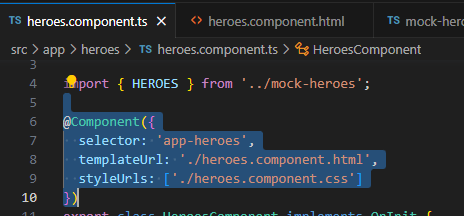 TS heroes.component.ts
<> heroes.component.html
TS mock-her
src > app > heroes > TS heroes.component.ts > HeroesComponent
3
4 import { HEROES } from '../mock-heroes';
5
6 @Component({
7 selector: 'app-heroes',
8 templateUrl: './heroes.component.html',
9 styleUrls: ['./heroes.component.css']
10 })
export class HeroesComponent implements OnInit {